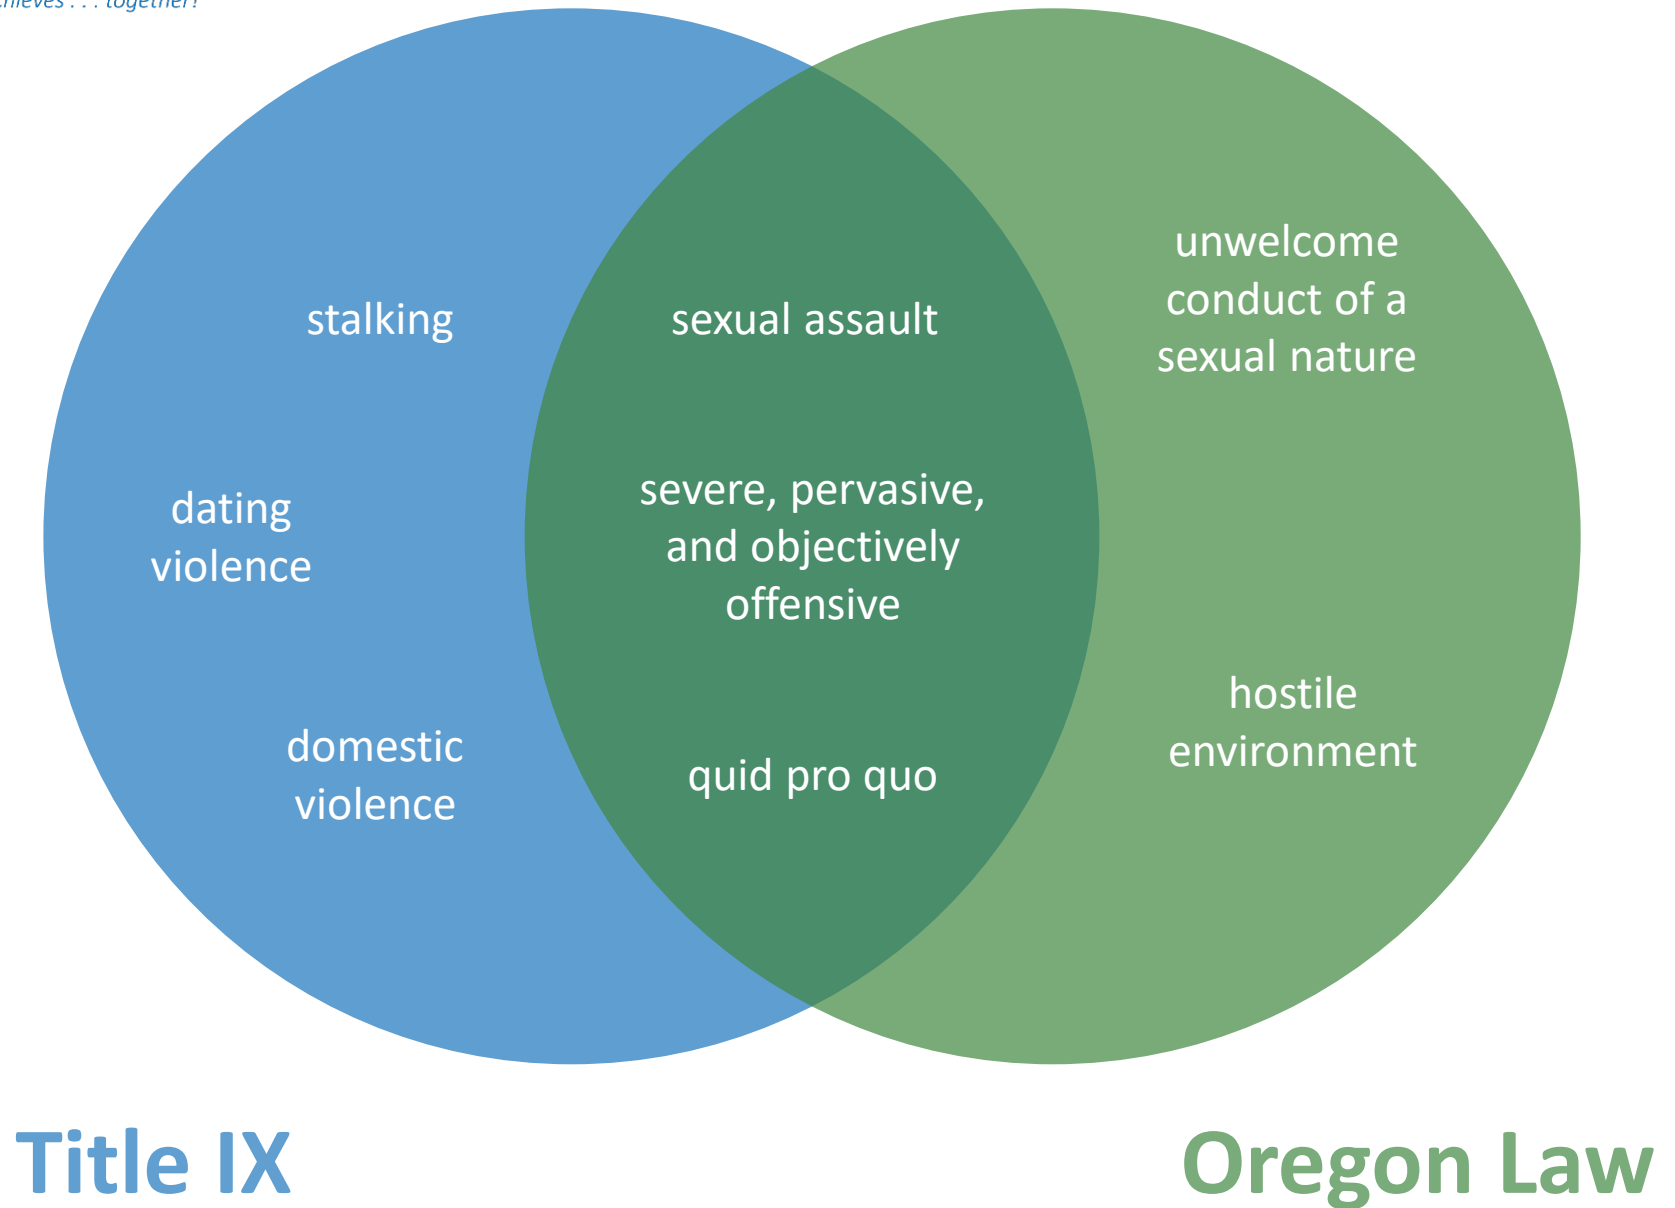 . . . together!
stalking
dating
violence
domestic
violence
sexual assault
severe, pervasive,
and objectively
offensive
quid pro quo
unwelcome
conduct of a
sexual nature
hostile
environment
Title IX
Oregon Law